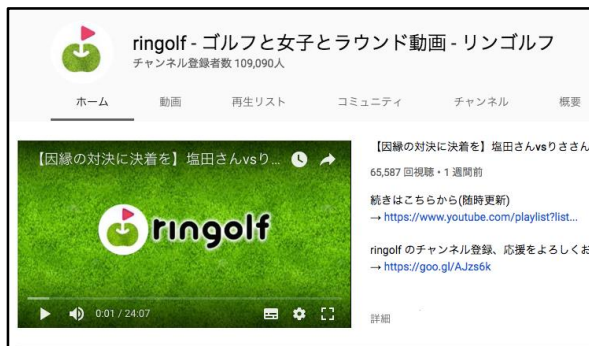 ringolf - ゴルフと女子とラウンド動画 - リンゴルフ
チャンネル登録者数 109,090人
ホーム 動画 再生リスト コミュニティ チャンネル 概要
【因縁の対決に決着を】塩田さんvsり...
ringolf
0:01 / 24:07
【因縁の対決に決着を】塩田さんvsりささん
65,587 回視聴・1 週間前
続きはこちらから(随時更新)
→ https://www.youtube.com/playlist?list...
ringolf のチャンネル登録、応援をよろしくお
→ https://goo.gl/AJzs6k
詳細